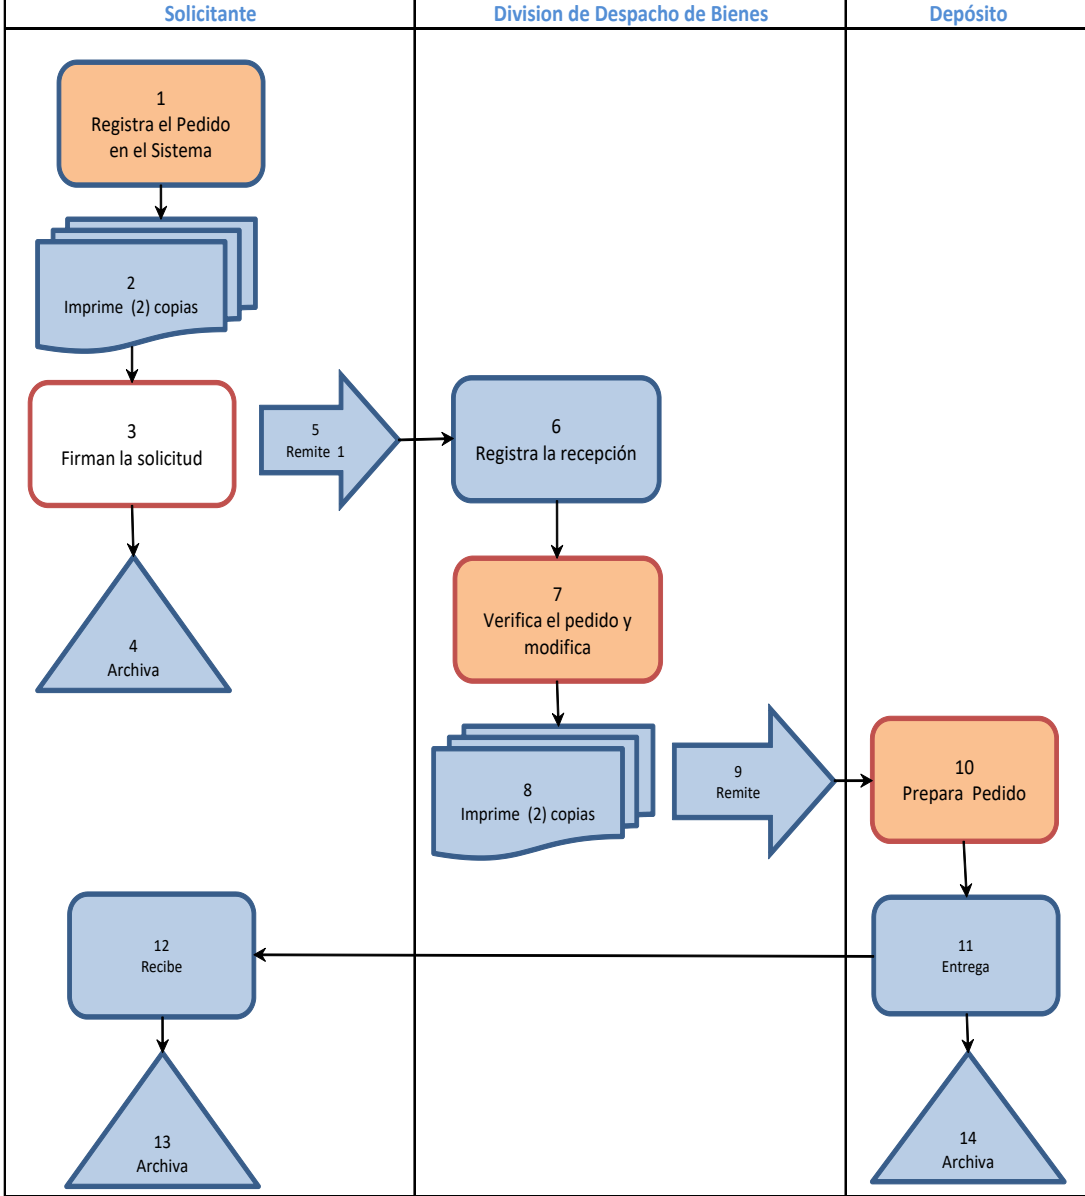 Solicitante
Division de Despacho de Bienes
Depósito
1
Registra el Pedido
en el Sistema
2
Imprime (2) copias
3
Firman la solicitud
4
Archiva
5
Remite 1
6
Registra la recepción
7
Verifica el pedido y
modifica
8
Imprime (2) copias
9
Remite
10
Prepara Pedido
11
Entrega
12
Recibe
13
Archiva
14
Archiva